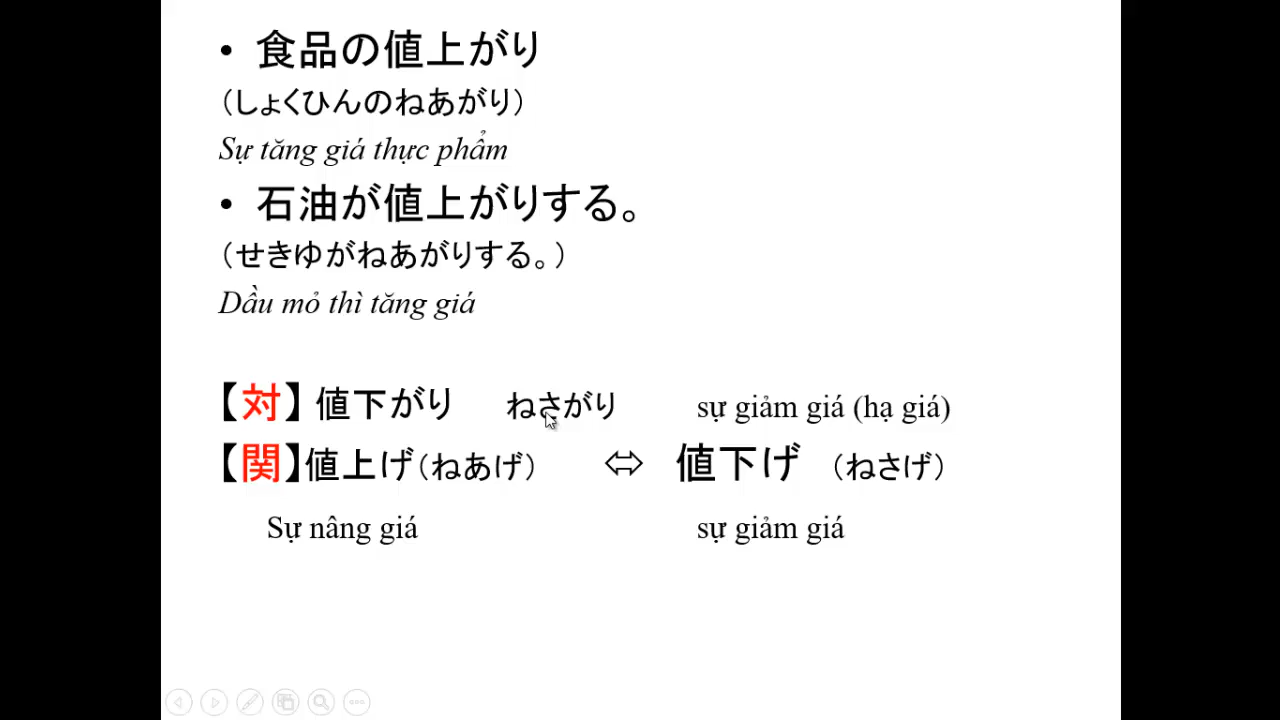 • 食品の値上がり
（しょくひんのねあがり）
Sự tăng giá thực phẩm
• 石油が値上がりする。
（せきゆがねあがりする。）
Dầu mỏ thì tăng giá
【対】 値下がり ねさがり sự giảm giá (hạ giá)
【関】値上げ（ねあげ） ⇔ 値下げ （ねさげ）
Sự nâng giá sự giảm giá